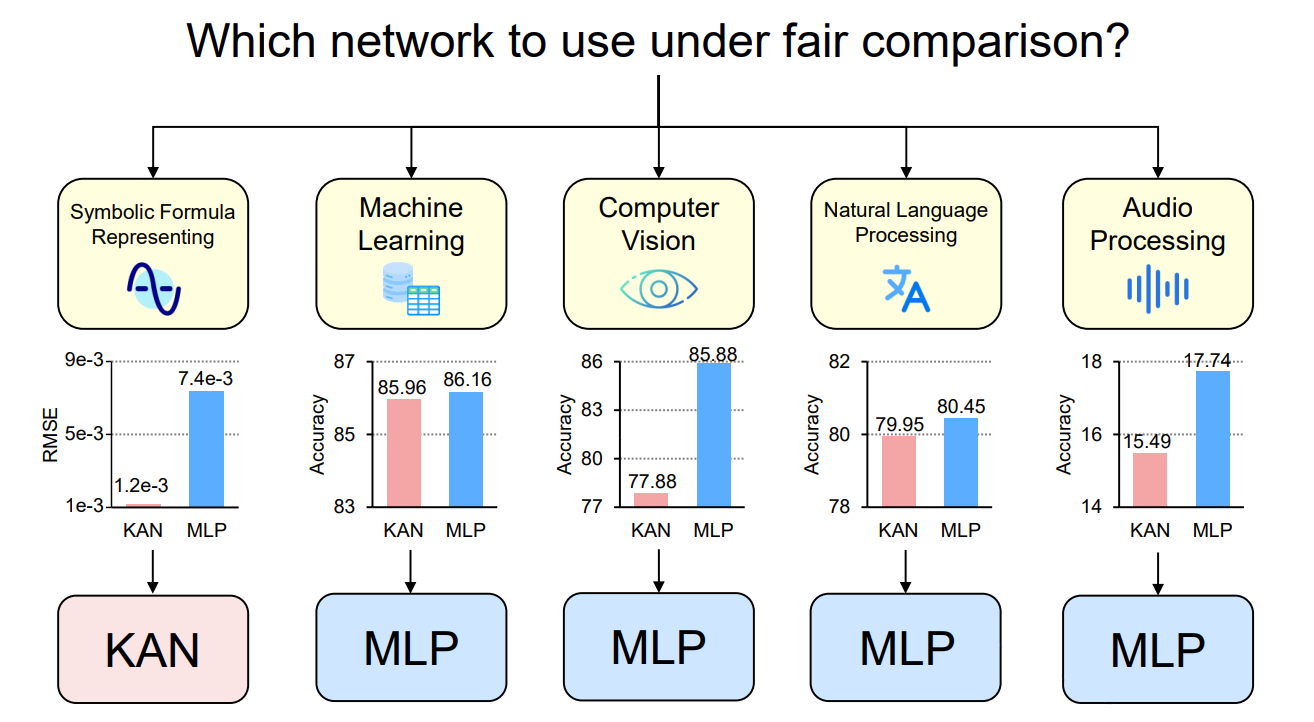 Which network to use under fair comparison?
Symbolic Formula
Representing
Machine
Learning
Computer
Vision
Natural Language
Processing
文A
Audio
Processing
RMSE
9e-3
5e-3
1e-3
1.2e-3
7.4e-3
KAN MLP
Accuracy
87
85
83
85.96
86.16
KAN MLP
Accuracy
86
83
80
77
77.88
85.88
KAN MLP
Accuracy
82
80
78
79.95
80.45
KAN MLP
Accuracy
18
16
14
15.49
17.74
KAN MLP
KAN
MLP
MLP
MLP
MLP